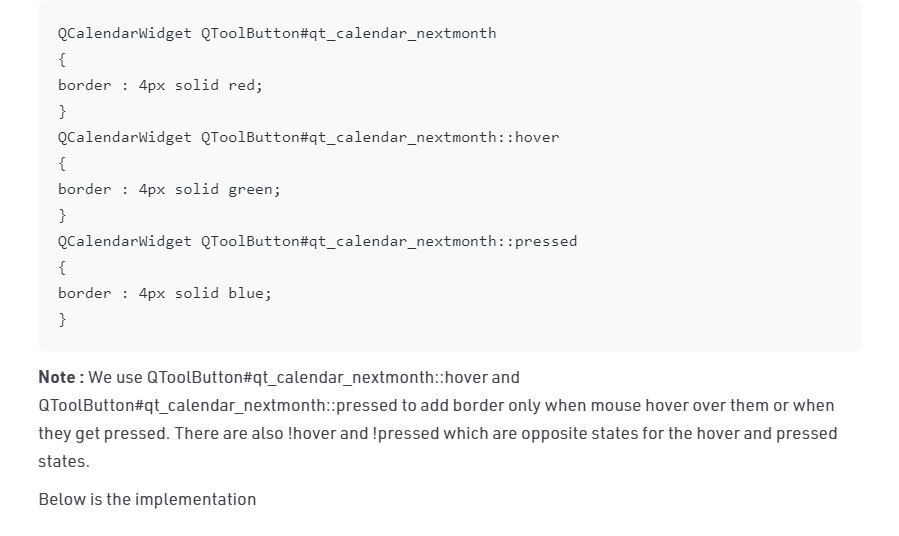 QCalendarWidget QToolButton#qt_calendar_nextmonth
{
border : 4px solid red;
}
QCalendarWidget QToolButton#qt_calendar_nextmonth::hover
{
border : 4px solid green;
}
QCalendarWidget QToolButton#qt_calendar_nextmonth::pressed
{
border : 4px solid blue;
}
Note : We use QToolButton#qt_calendar_nextmonth::hover and
QToolButton#qt_calendar_nextmonth::pressed to add border only when mouse hover over them or when
they get pressed. There are also !hover and !pressed which are opposite states for the hover and pressed
states.
Below is the implementation